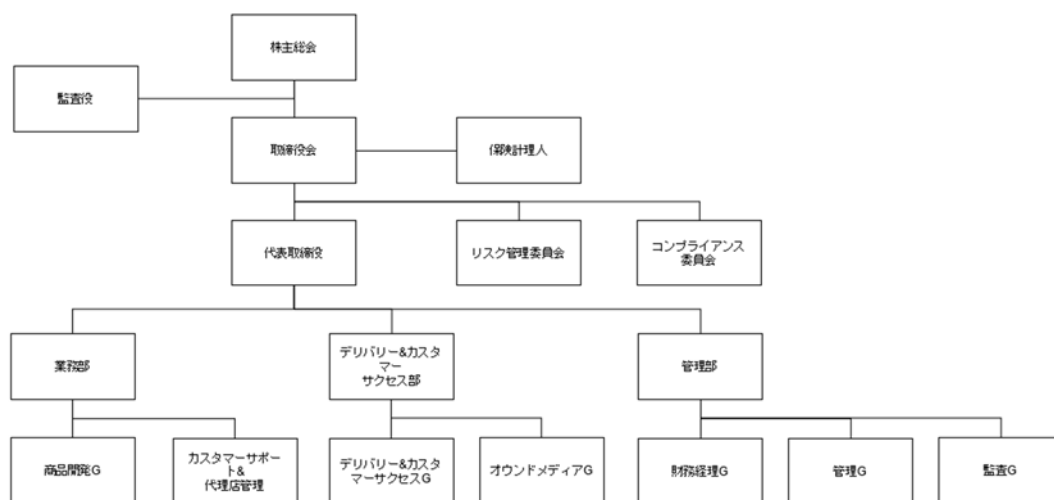 株主総会
監査役
取締役会
保険計理人
代表取締役
リスク管理委員会
コンプライアンス
委員会
業務部
デリバリー&カスタ
マー
サクセス部
管理部
商品開発G
カスタマーサポー
ト&
代理店管理
デリバリー&カスタ
マーサクセスG
オウンドメディアG
財務経理G
管理G
監査G